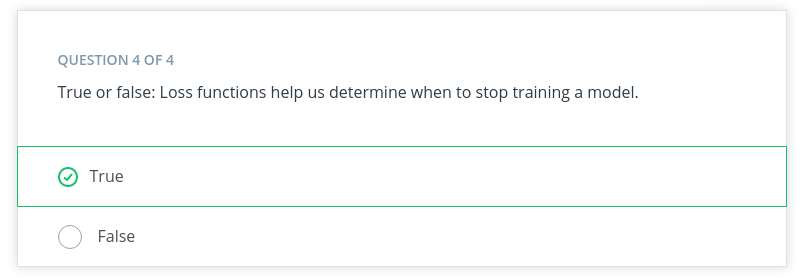 QUESTION 4 OF 4
True or false: Loss functions help us determine when to stop training a model.
True
False